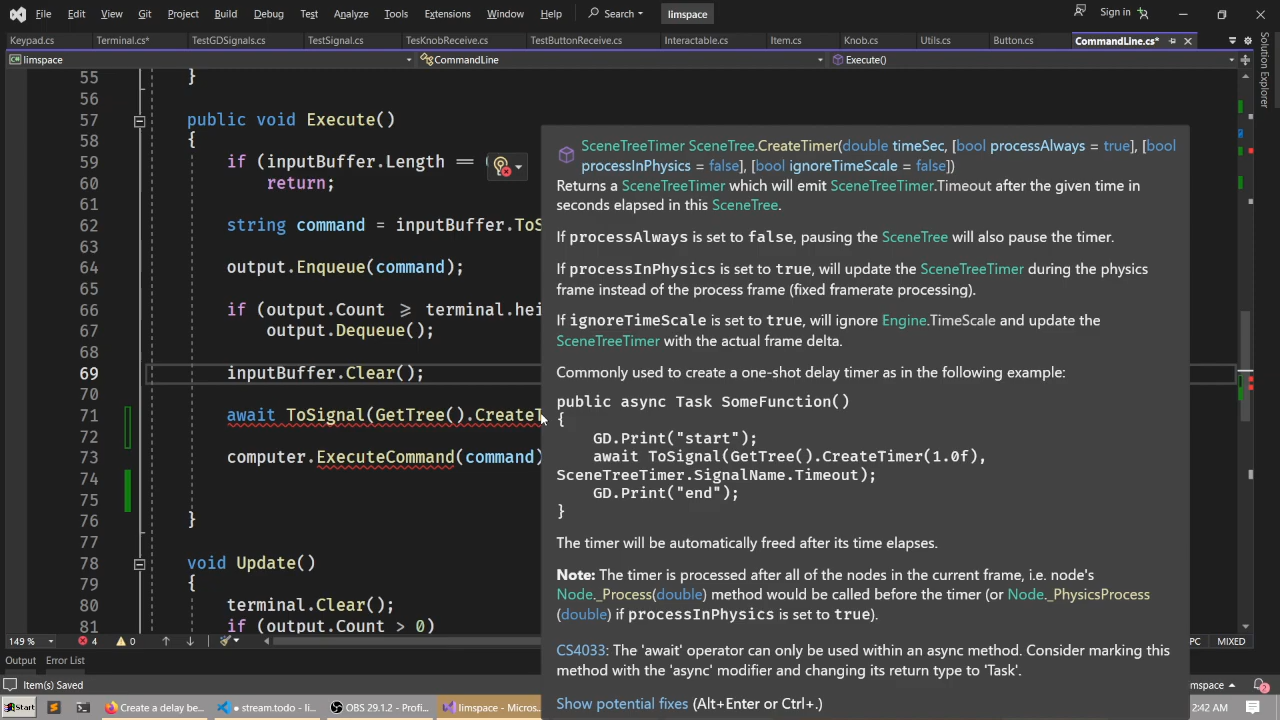 File Edit View Git Project Build Debug Test Analyze Tools Extensions Window Help Search limspace Sign in
Keypad.cs Terminal.cs* TestGDSignals.cs TestSignal.cs TesKnobReceive.cs TestButtonReceive.cs Interactable.cs Item.cs Knob.cs Utils.cs Button.cs CommandLine.cs*
limspace CommandLine Execute()
Solution Explorer
55 }
56
57 public void Execute()
58 {
59 if (inputBuffer.Length ==
60 return;
61
62 string command = inputBuffer.ToS
63
64 output.Enqueue(command);
65
66 if (output.Count >= terminal.hei
67 output.Dequeue();
68
69 inputBuffer.Clear();
70
71 await ToSignal(GetTree().CreateT
72
73 computer.ExecuteCommand(command)
74
75
76 }
77
78 void Update()
79 {
80 terminal.Clear();
81 if (output.Count > 0)
SceneTreeTimer SceneTree.CreateTimer(double timeSec, [bool processAlways = true], [bool
processInPhysics = false], [bool ignoreTimeScale = false])
Returns a SceneTreeTimer which will emit SceneTreeTimer.Timeout after the given time in
seconds elapsed in this SceneTree.
If processAlways is set to false, pausing the SceneTree will also pause the timer.
If processInPhysics is set to true, will update the SceneTreeTimer during the physics
frame instead of the process frame (fixed framerate processing).
If ignoreTimeScale is set to true, will ignore Engine.TimeScale and update the
SceneTreeTimer with the actual frame delta.
Commonly used to create a one-shot delay timer as in the following example:
public async Task SomeFunction()
{
GD.Print("start");
await ToSignal(GetTree().CreateTimer(1.0f),
SceneTreeTimer.SignalName.Timeout);
GD.Print("end");
}
The timer will be automatically freed after its time elapses.
Note: The timer is processed after all of the nodes in the current frame, i.e. node's
Node._Process(double) method would be called before the timer (or Node._PhysicsProcess
(double) if processInPhysics is set to true).
CS4033: The 'await' operator can only be used within an async method. Consider marking this
method with the 'async' modifier and changing its return type to 'Task'.
Show potential fixes (Alt+Enter or Ctrl+.)
149 % 4 0 PC MIXED
Output Error List
Item(s) Saved mspace 2
Start Create a delay be... stream.todo - li... OBS 29.1.2 - Profi... limspace - Micros... 2:42 AM